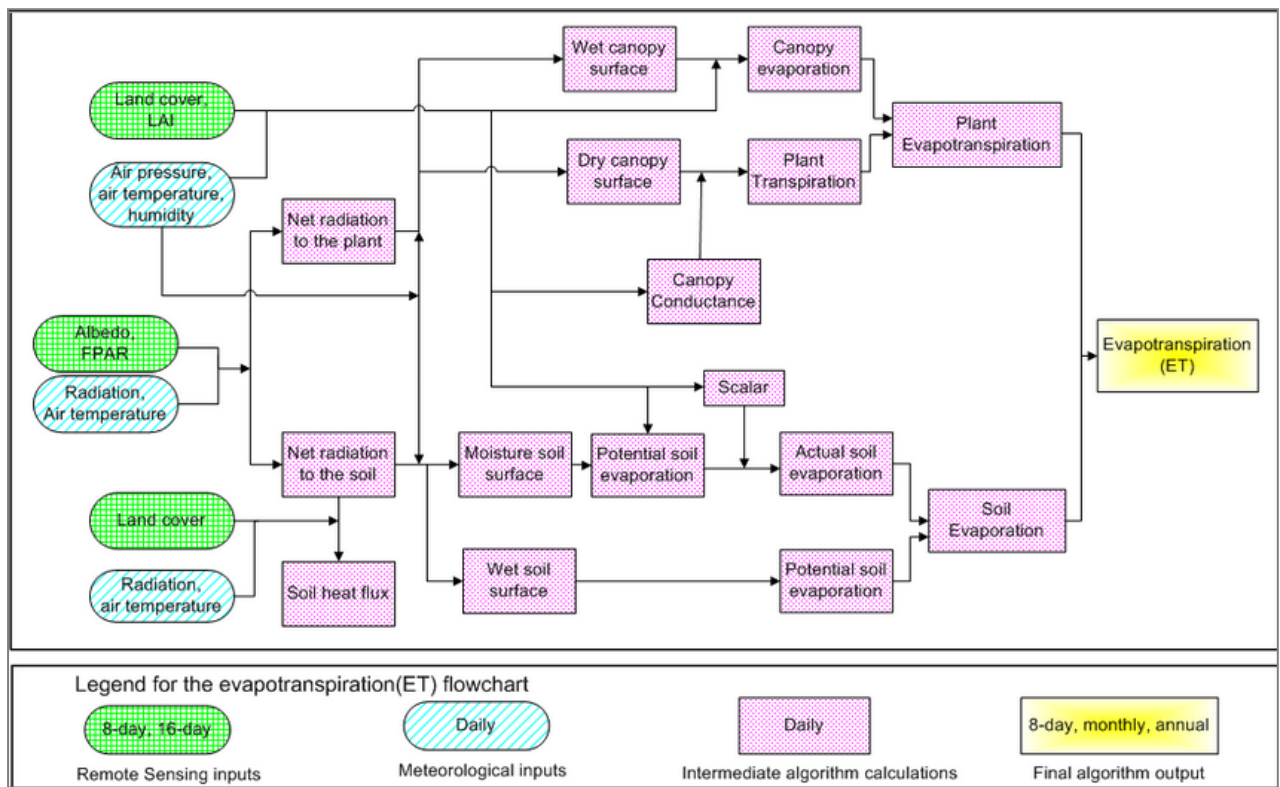 Wet canopy
surface
Canopy
evaporation
Land cover,
LAI
Plant
Evapotranspiration
Air pressure,
air temperature,
humidity
Dry canopy
surface
Plant
Transpiration
Net radiation
to the plant
Canopy
Conductance
Albedo,
FPAR
Radiation,
Air temperature
Evapotranspiration
(ET)
Scalar
Net radiation
to the soil
Moisture soil
surface
Potential soil
evaporation
Actual soil
evaporation
Land cover
Soil
Evaporation
Radiation,
air temperature
Soil heat flux
Wet soil
surface
Potential soil
evaporation
Legend for the evapotranspiration(ET) flowchart
8-day, 16-day
Daily
Daily
8-day, monthly, annual
Remote Sensing inputs
Meteorological inputs
Intermediate algorithm calculations
Final algorithm output